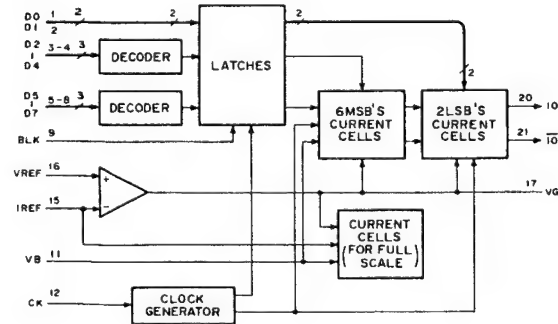 D0 1 2 2 2
D1 2
D2 3-4 3
D4
DECODER
LATCHES
2
D5 5-8 3
D7
DECODER
6MSB'S
CURRENT
CELLS
2LSB'S
CURRENT
CELLS
20 IO
21 IO
BLK 9
VREF 16
+
17 VG
IREF 15
-
CURRENT
CELLS
(FOR FULL
SCALE)
VB 11
CK 12
CLOCK
GENERATOR